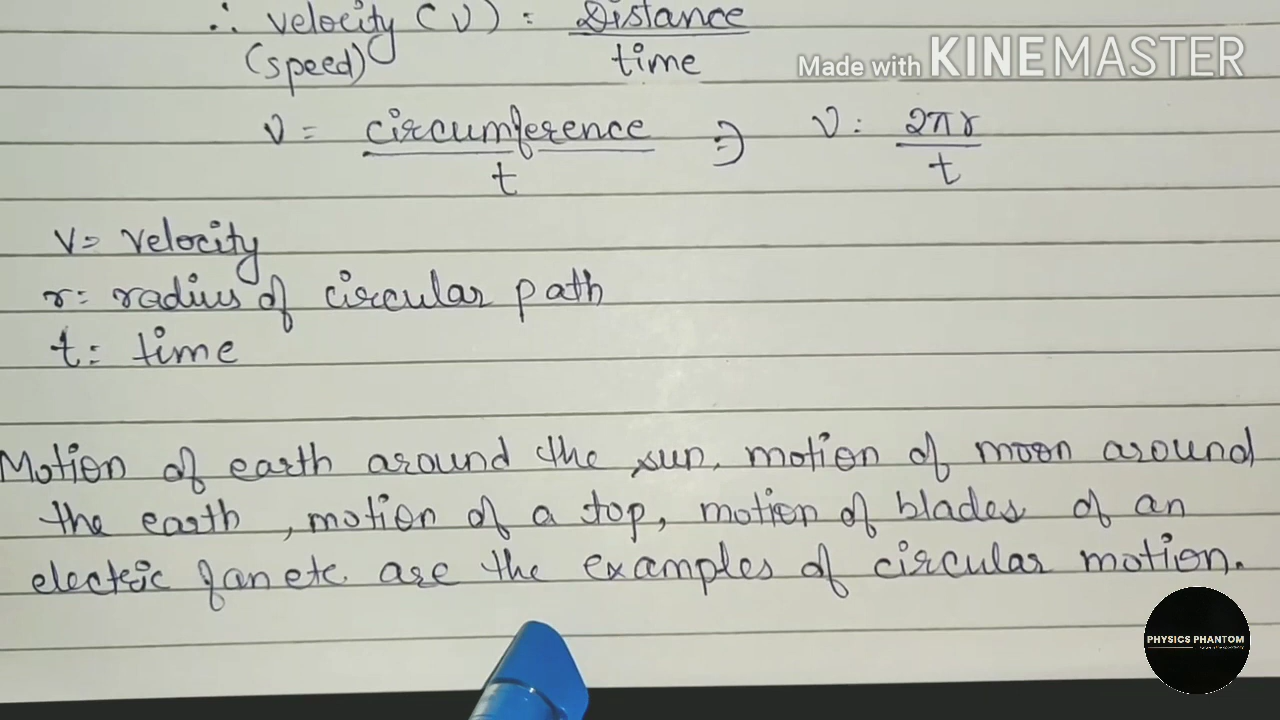 ∴ velocity (v) = Distance
(speed) time
Made with KINEMASTER
v = circumference ⇒ v = 2πr
t t
v= velocity
r= radius of circular path
t= time
Motion of earth around the sun, motion of moon around
the earth, motion of a top, motion of blades of an
electric fan etc. are the examples of circular motion.
PHYSICS PHANTOM